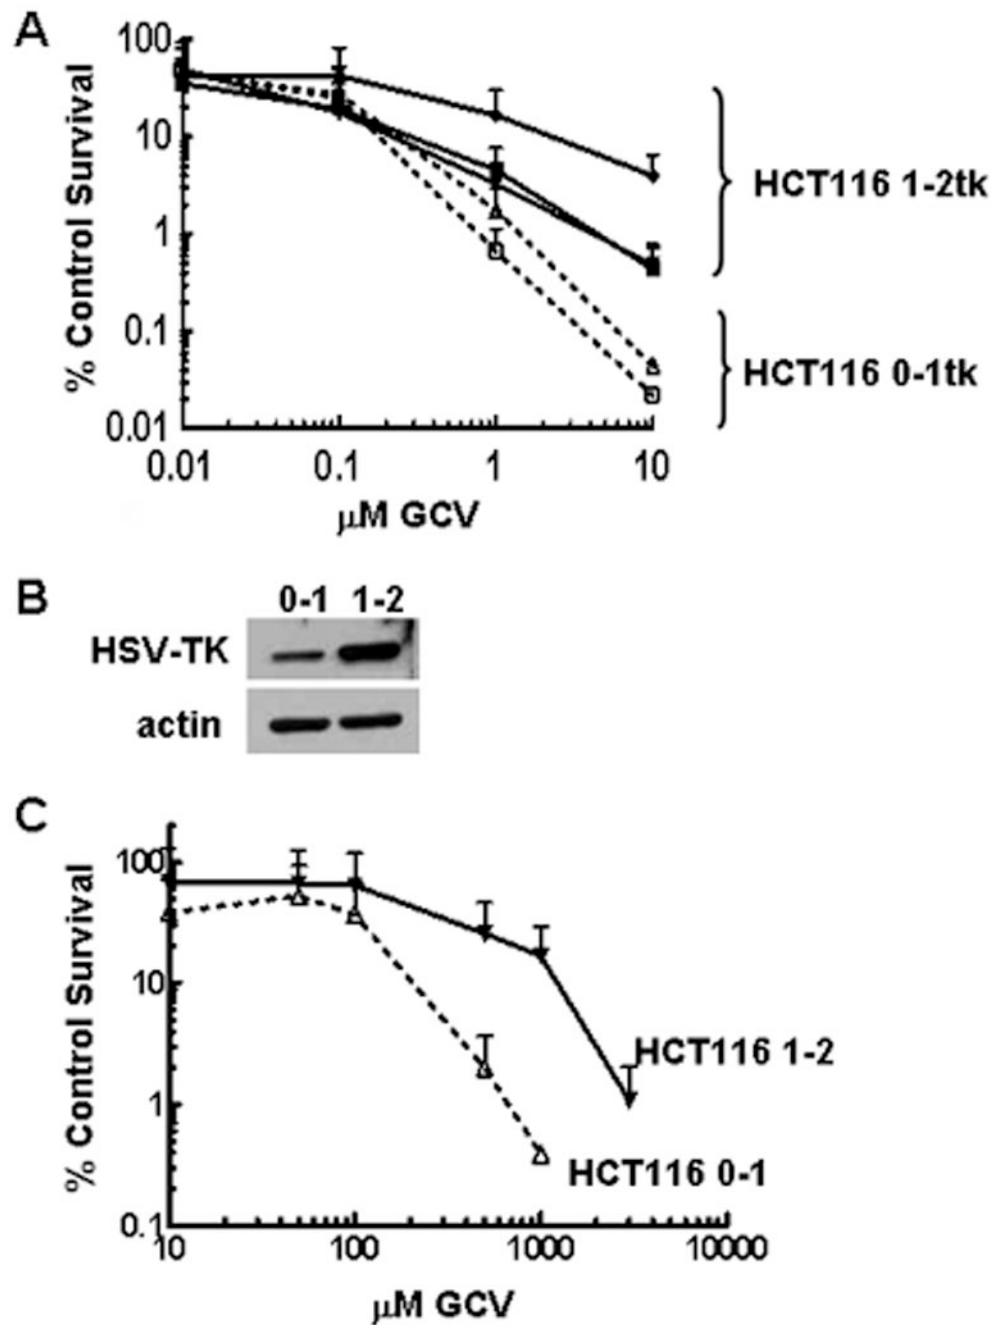 A
100
10
1
0.1
0.01
% Control Survival
0.01 0.1 1 10
µM GCV
HCT116 1-2tk
HCT116 0-1tk
B
0-1 1-2
HSV-TK
actin
C
100
10
1
0.1
% Control Survival
10 100 1000 10000
µM GCV
HCT116 1-2
HCT116 0-1